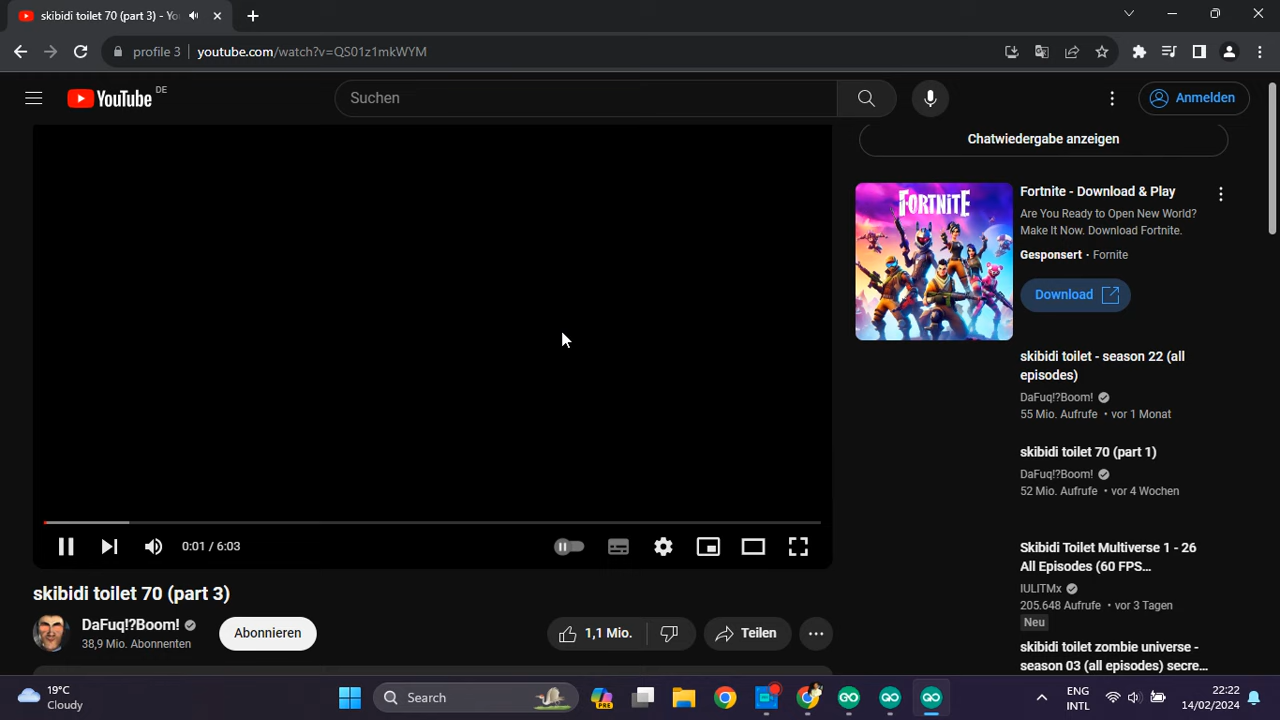 skibidi toilet 70 (part 3) - Yo
profile 3
youtube.com/watch?v=QS01z1mkWYM
YouTube DE
Suchen
Anmelden
Chatwiedergabe anzeigen
FORTNITE
Fortnite - Download & Play
Are You Ready to Open New World?
Make It Now. Download Fortnite.
Gesponsert · Fornite
Download
skibidi toilet - season 22 (all
episodes)
DaFuq!?Boom!
55 Mio. Aufrufe • vor 1 Monat
skibidi toilet 70 (part 1)
DaFuq!?Boom!
52 Mio. Aufrufe • vor 4 Wochen
Skibidi Toilet Multiverse 1 - 26
All Episodes (60 FPS...
IULITMx
205.648 Aufrufe • vor 3 Tagen
Neu
skibidi toilet zombie universe -
season 03 (all episodes) secre...
0:01 / 6:03
skibidi toilet 70 (part 3)
DaFuq!?Boom!
38,9 Mio. Abonnenten
Abonnieren
1,1 Mio.
Teilen
19°C
Cloudy
Search
PRE
ENG
INTL
22:22
14/02/2024